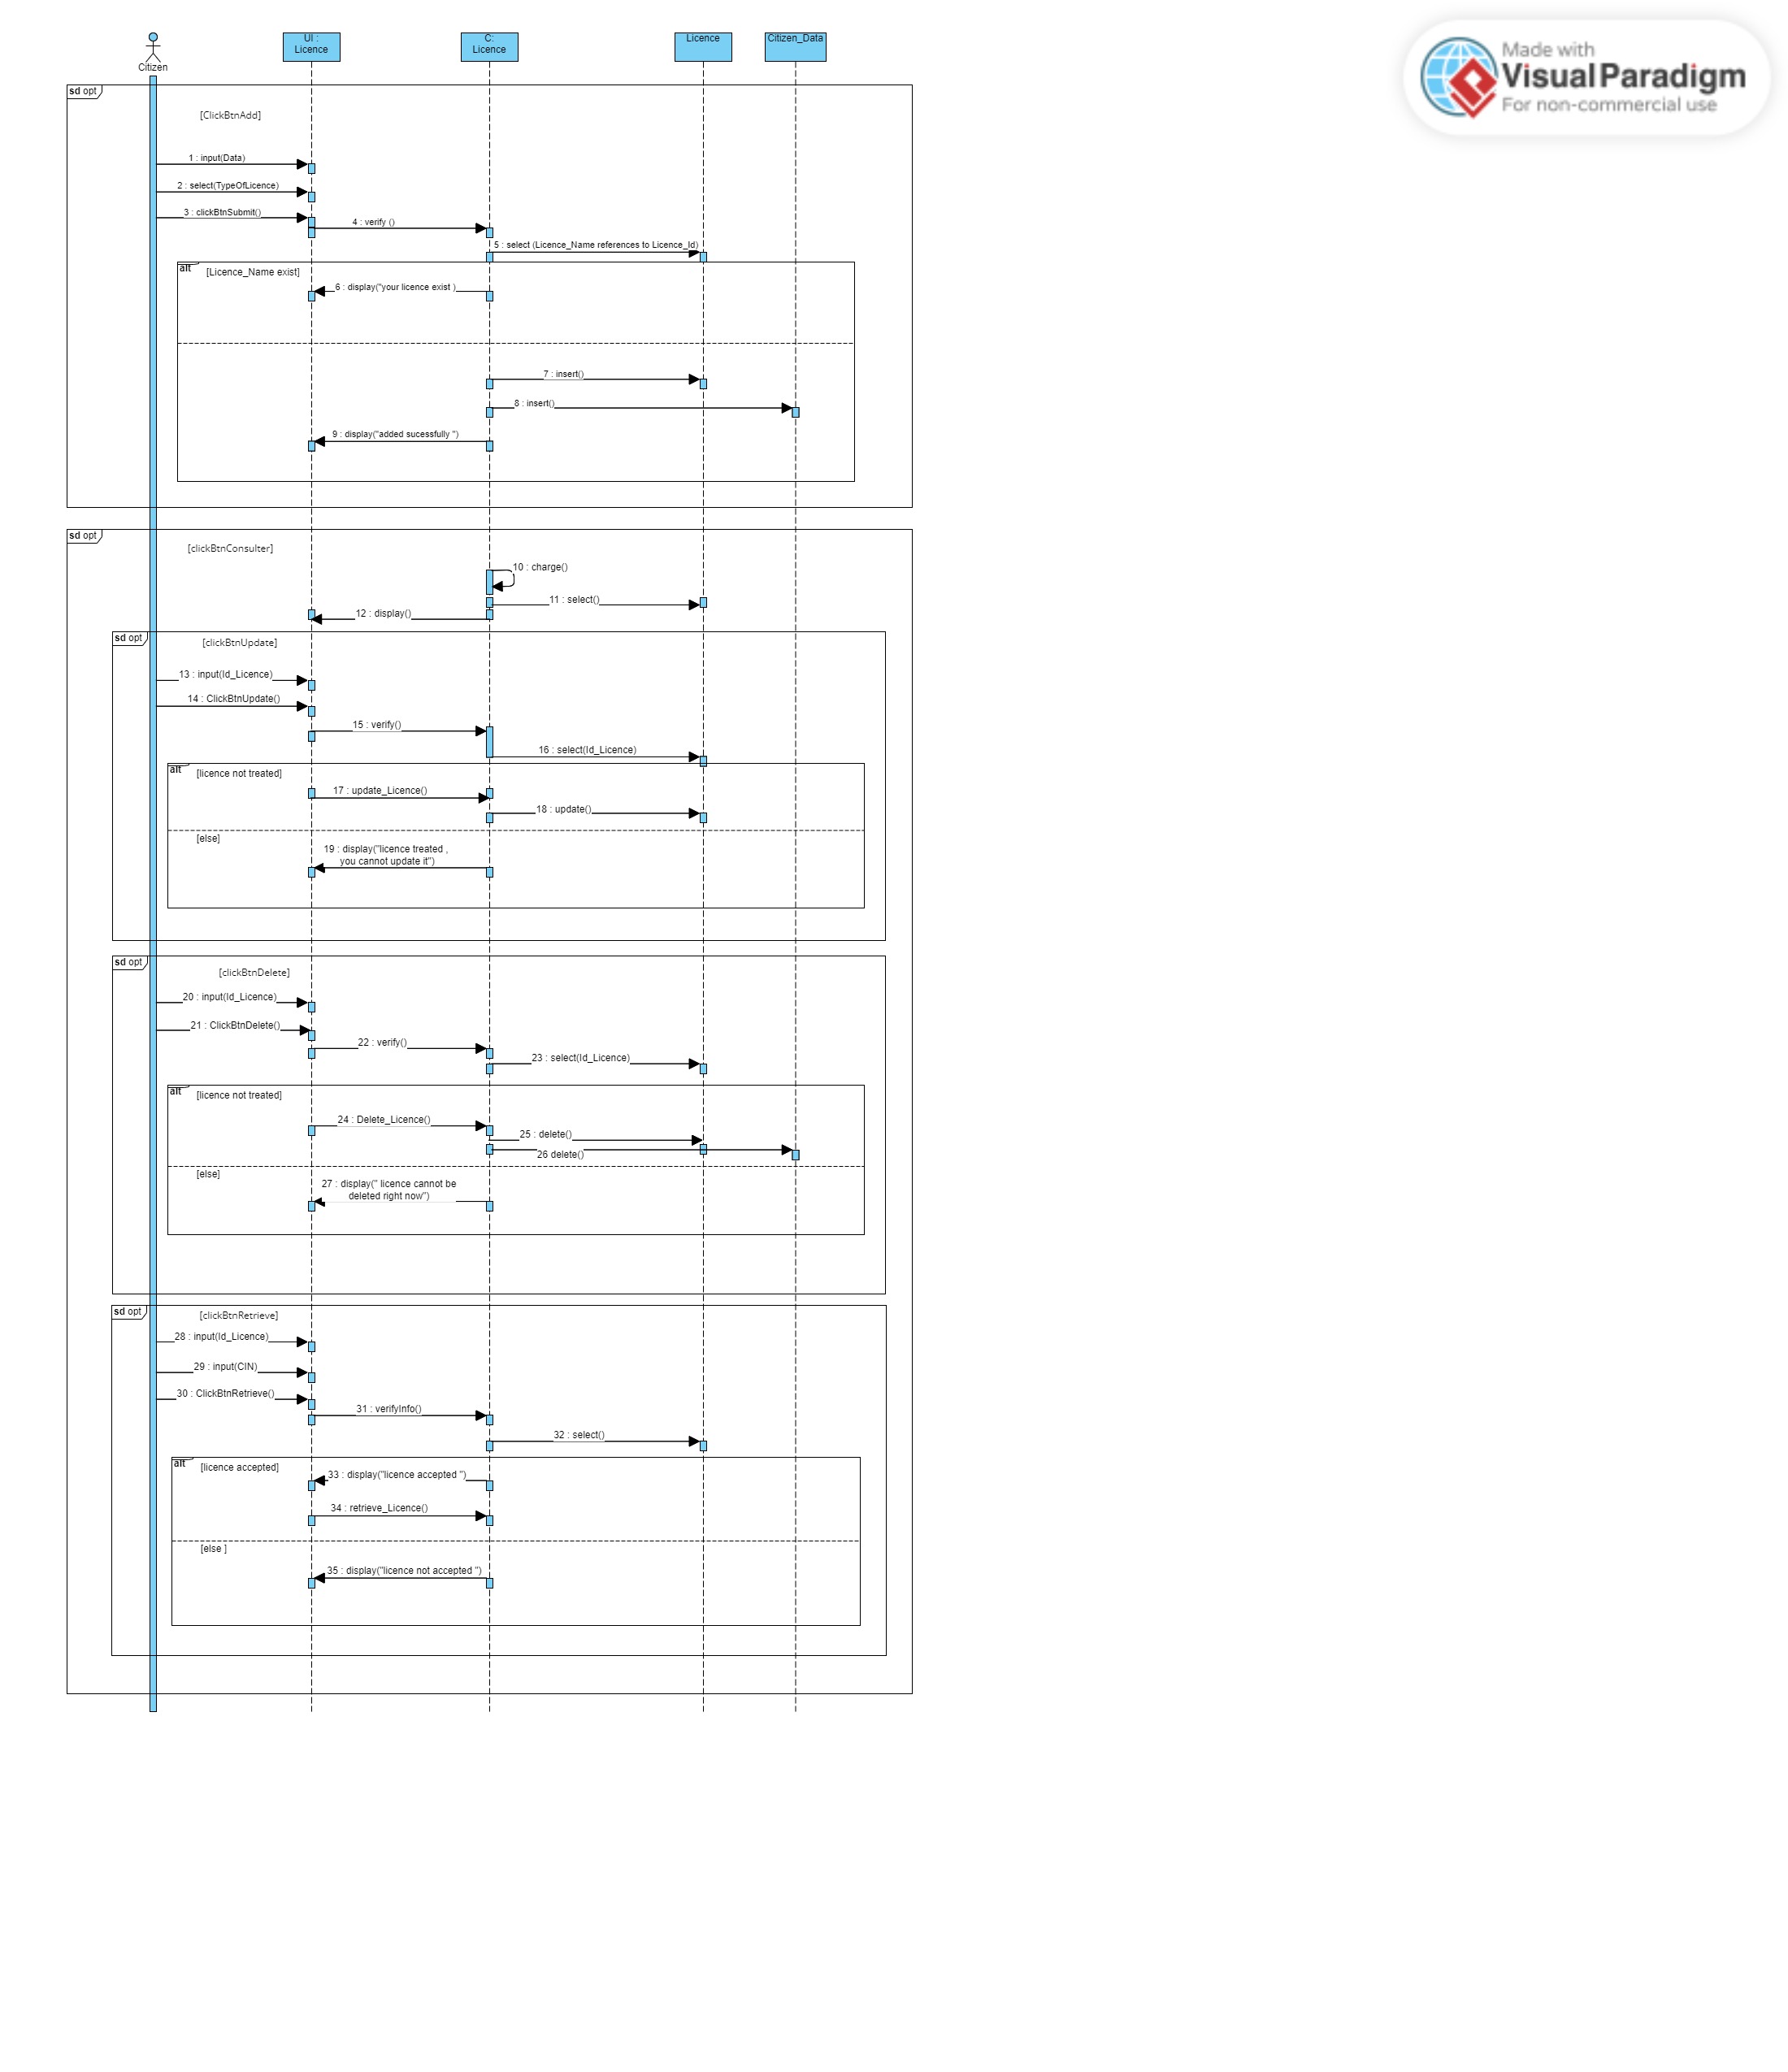 UI :
Licence
C:
Licence
Licence
Citizen_Data
Made with
Visual Paradigm
For non-commercial use
Citizen
sd opt
[ClickBtnAdd]
1 : input(Data)
2 : select(TypeOfLicence)
3 : clickBtnSubmit()
4 : verify ()
5 : select (Licence_Name references to Licence_Id)
alt
[Licence_Name exist]
6 : display("your licence exist )
7 : insert()
8 : insert()
9 : display("added sucessfully ")
sd opt
[clickBtnConsulter]
10 : charge()
11 : select()
12 : display()
sd opt
[clickBtnUpdate]
13 : input(Id_Licence)
14 : ClickBtnUpdate()
15 : verify()
16 : select(Id_Licence)
alt
[licence not treated]
17 : update_Licence()
18 : update()
[else]
19 : display("licence treated ,
you cannot update it")
sd opt
[clickBtnDelete]
20 : input(Id_Licence)
21 : ClickBtnDelete()
22 : verify()
23 : select(Id_Licence)
alt
[licence not treated]
24 : Delete_Licence()
25 : delete()
26 delete()
[else]
27 : display(" licence cannot be
deleted right now")
sd opt
[clickBtnRetrieve]
28 : input(Id_Licence)
29 : input(CIN)
30 : ClickBtnRetrieve()
31 : verifyInfo()
32 : select()
alt
[licence accepted]
33 : display("licence accepted ")
34 : retrieve_Licence()
[else ]
35 : display("licence not accepted ")